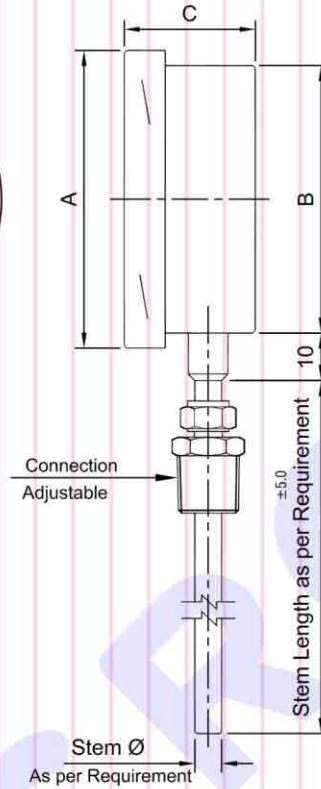 C
A
B
10
Connection
Adjustable
±5.0
Stem Length as per Requirement
Stem Ø
As per Requirement